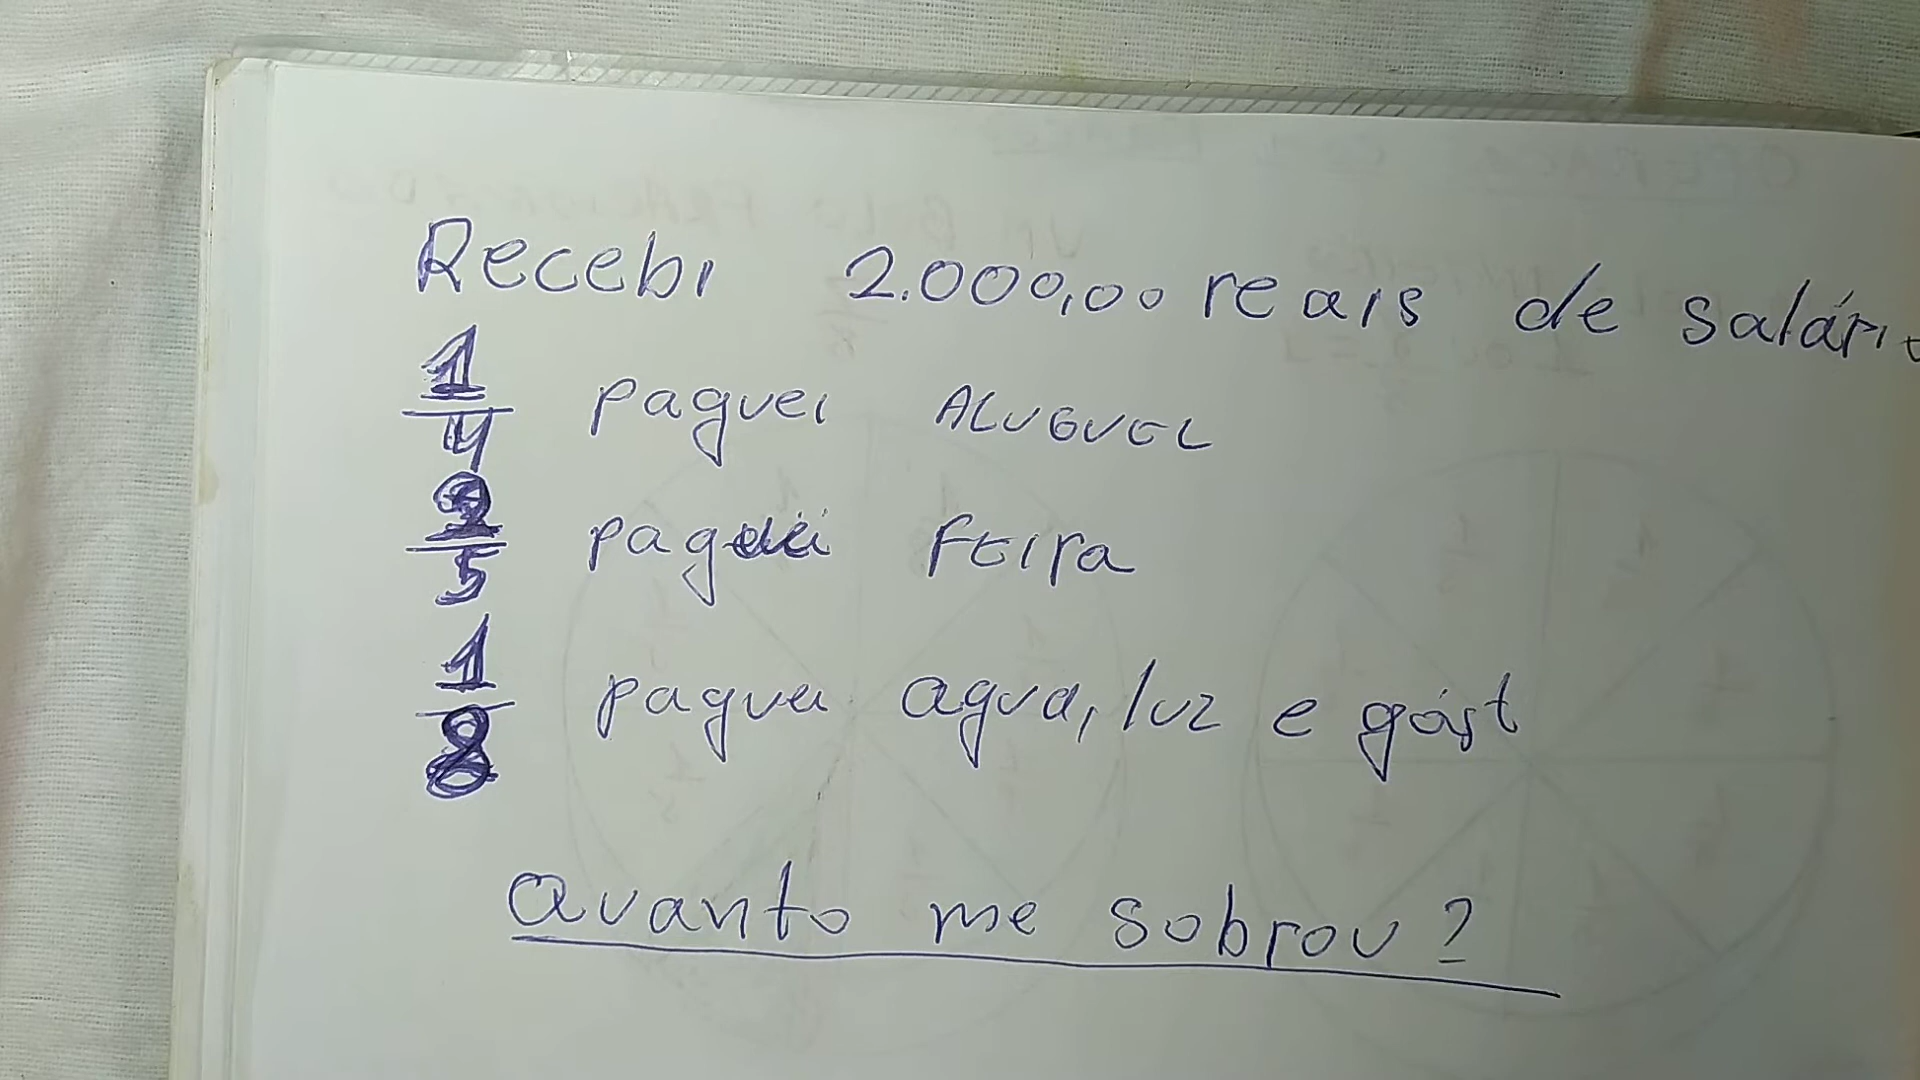 Recebi 2.000,00 reais de salário
1/4 paguei ALUGUEL
2/5 paguei FEIra
1/8 paguei agua, luz e gást
Quanto me sobrou?